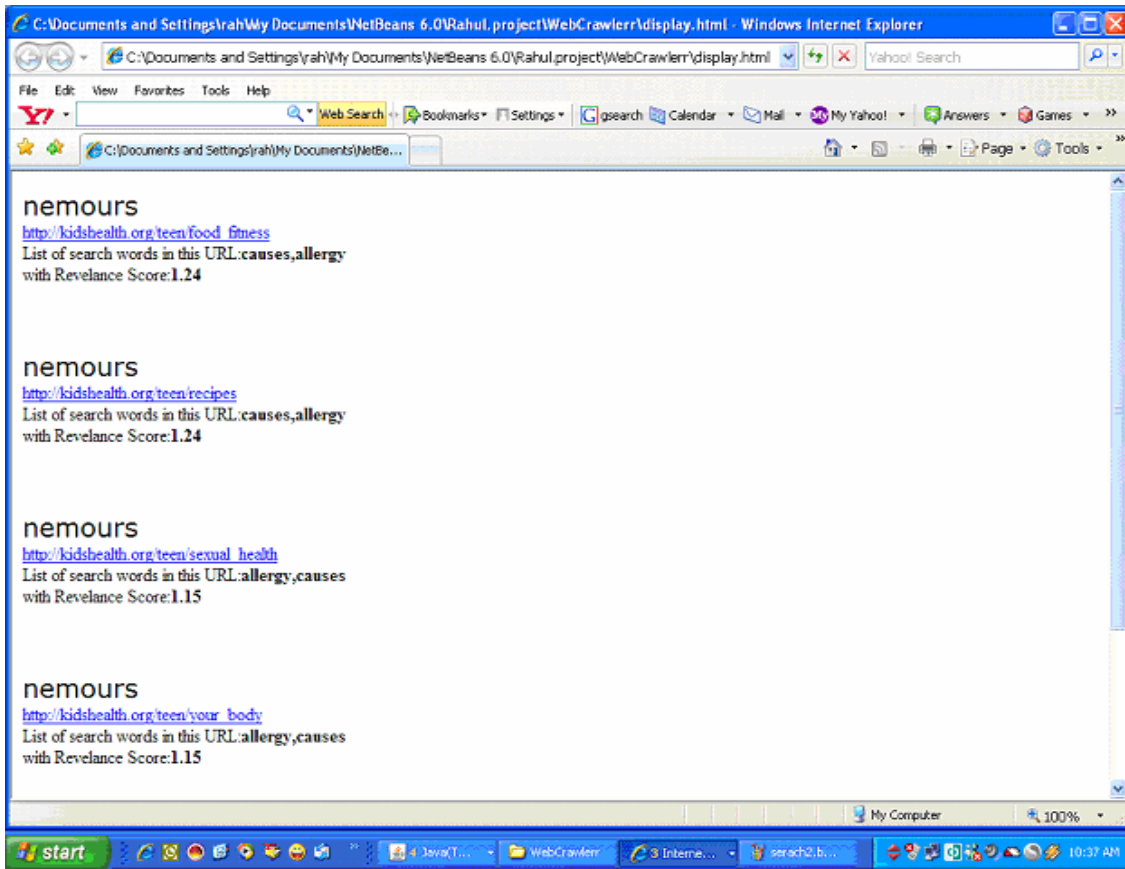 C:\Documents and Settings\rah\My Documents\NetBeans 6.0\Rahul.project\WebCrawlerr\display.html - Windows Internet Explorer
C:\Documents and Settings\rah\My Documents\NetBeans 6.0\Rahul.project\WebCrawlerr\display.html Yahoo! Search
File Edit View Favorites Tools Help
Y! Web Search Bookmarks Settings G gsearch Calendar Mail My Yahoo! Answers Games »
C:\Documents and Settings\rah\My Documents\NetBe... Page Tools »
nemours
http://kidshealth.org/teen/food_fitness
List of search words in this URL:causes,allergy
with Revelance Score:1.24
nemours
http://kidshealth.org/teen/recipes
List of search words in this URL:causes,allergy
with Revelance Score:1.24
nemours
http://kidshealth.org/teen/sexual_health
List of search words in this URL:allergy,causes
with Revelance Score:1.15
nemours
http://kidshealth.org/teen/your_body
List of search words in this URL:allergy,causes
with Revelance Score:1.15
My Computer 100%
start » 4 Java(T... WebCrawlerr 3 Interne... serach2.b... 10:37 AM